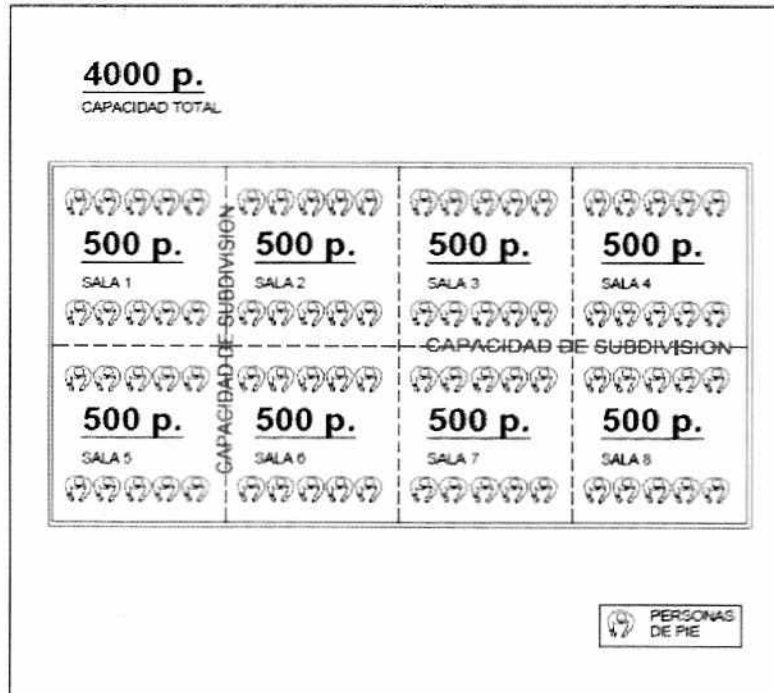 4000 p.
CAPACIDAD TOTAL
500 p.
SALA 1
500 p.
SALA 2
500 p.
SALA 3
500 p.
SALA 4
CAPACIDAD DE SUBDIVISION
CAPACIDAD DE SUBDIVISION
500 p.
SALA 5
500 p.
SALA 6
500 p.
SALA 7
500 p.
SALA 8
PERSONAS
DE PIE